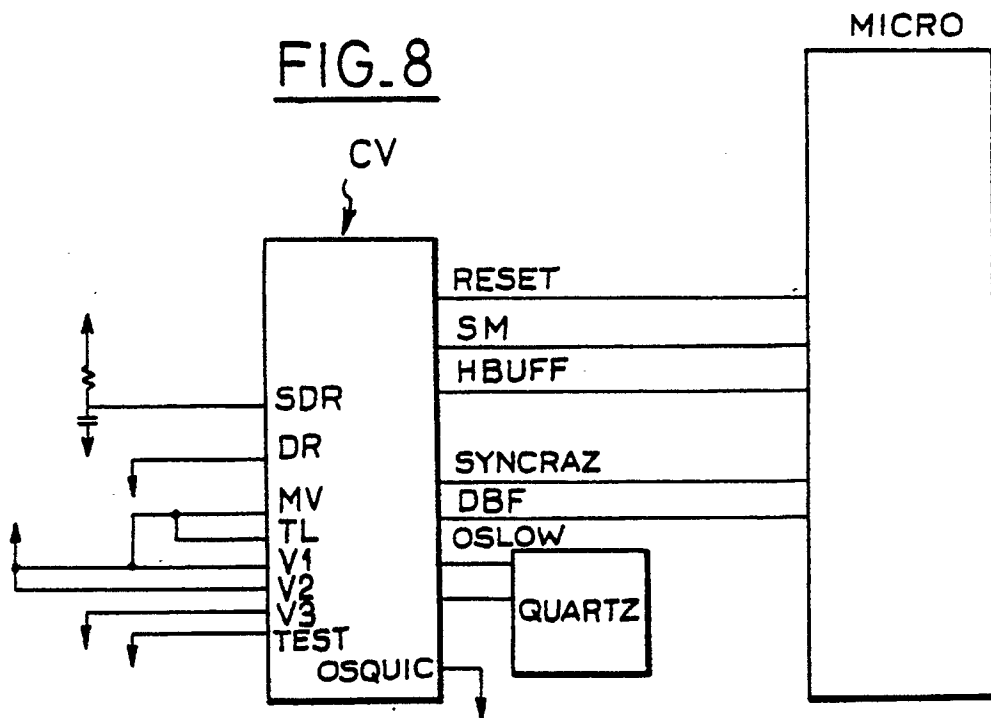 MICRO
FIG_8
CV
RESET
SM
HBUFF
SDR
DR
SYNCRAZ
MV
DBF
TL
OSLOW
V1
V2
QUARTZ
V3
TEST
OSQUIC